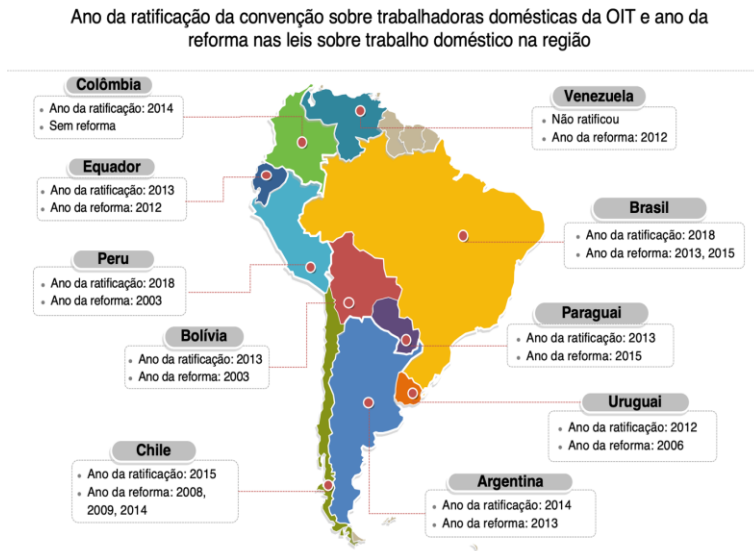 Ano da ratificação da convenção sobre trabalhadoras domésticas da OIT e ano da
reforma nas leis sobre trabalho doméstico na região
Colômbia
• Ano da ratificação: 2014
• Sem reforma
Venezuela
• Não ratificou
• Ano da reforma: 2012
Equador
• Ano da ratificação: 2013
• Ano da reforma: 2012
Brasil
• Ano da ratificação: 2018
• Ano da reforma: 2013, 2015
Peru
• Ano da ratificação: 2018
• Ano da reforma: 2003
Paraguai
• Ano da ratificação: 2013
• Ano da reforma: 2015
Bolívia
• Ano da ratificação: 2013
• Ano da reforma: 2003
Uruguai
• Ano da ratificação: 2012
• Ano da reforma: 2006
Chile
• Ano da ratificação: 2015
• Ano da reforma: 2008,
2009, 2014
Argentina
• Ano da ratificação: 2014
• Ano da reforma: 2013